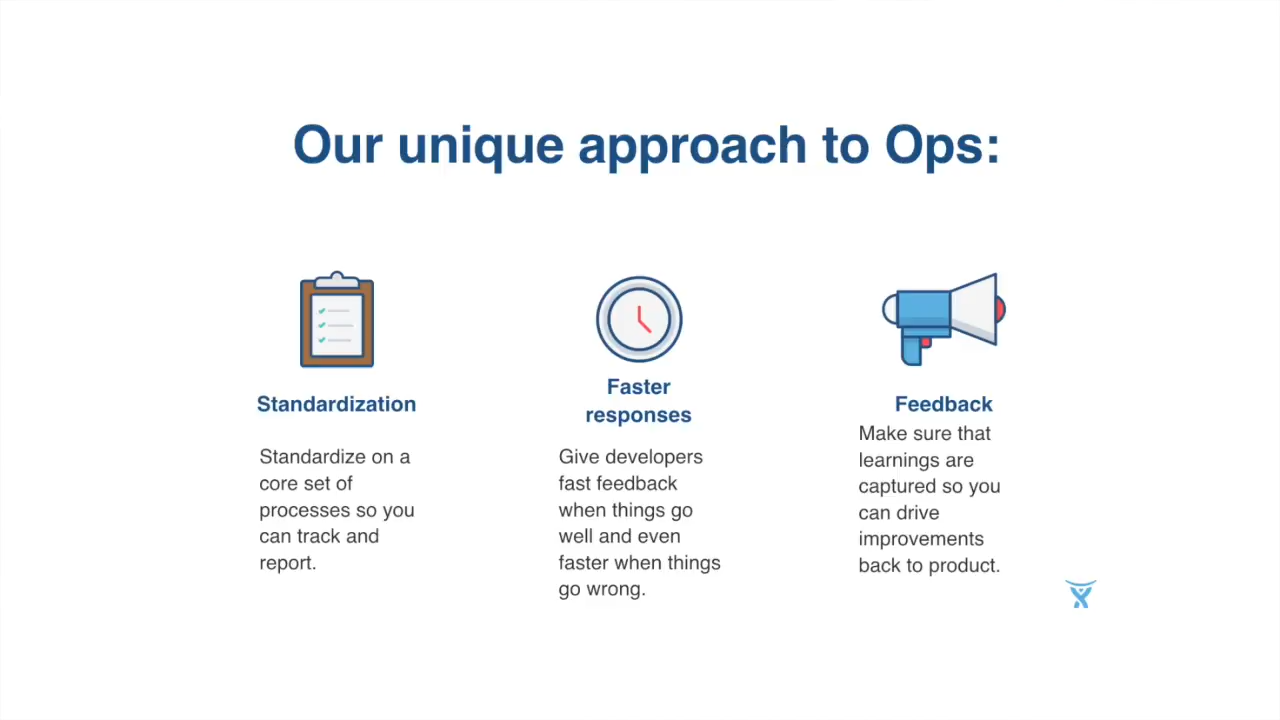 Our unique approach to Ops:
Standardization
Standardize on a
core set of
processes so you
can track and
report.
Faster
responses
Give developers
fast feedback
when things go
well and even
faster when things
go wrong.
Feedback
Make sure that
learnings are
captured so you
can drive
improvements
back to product.